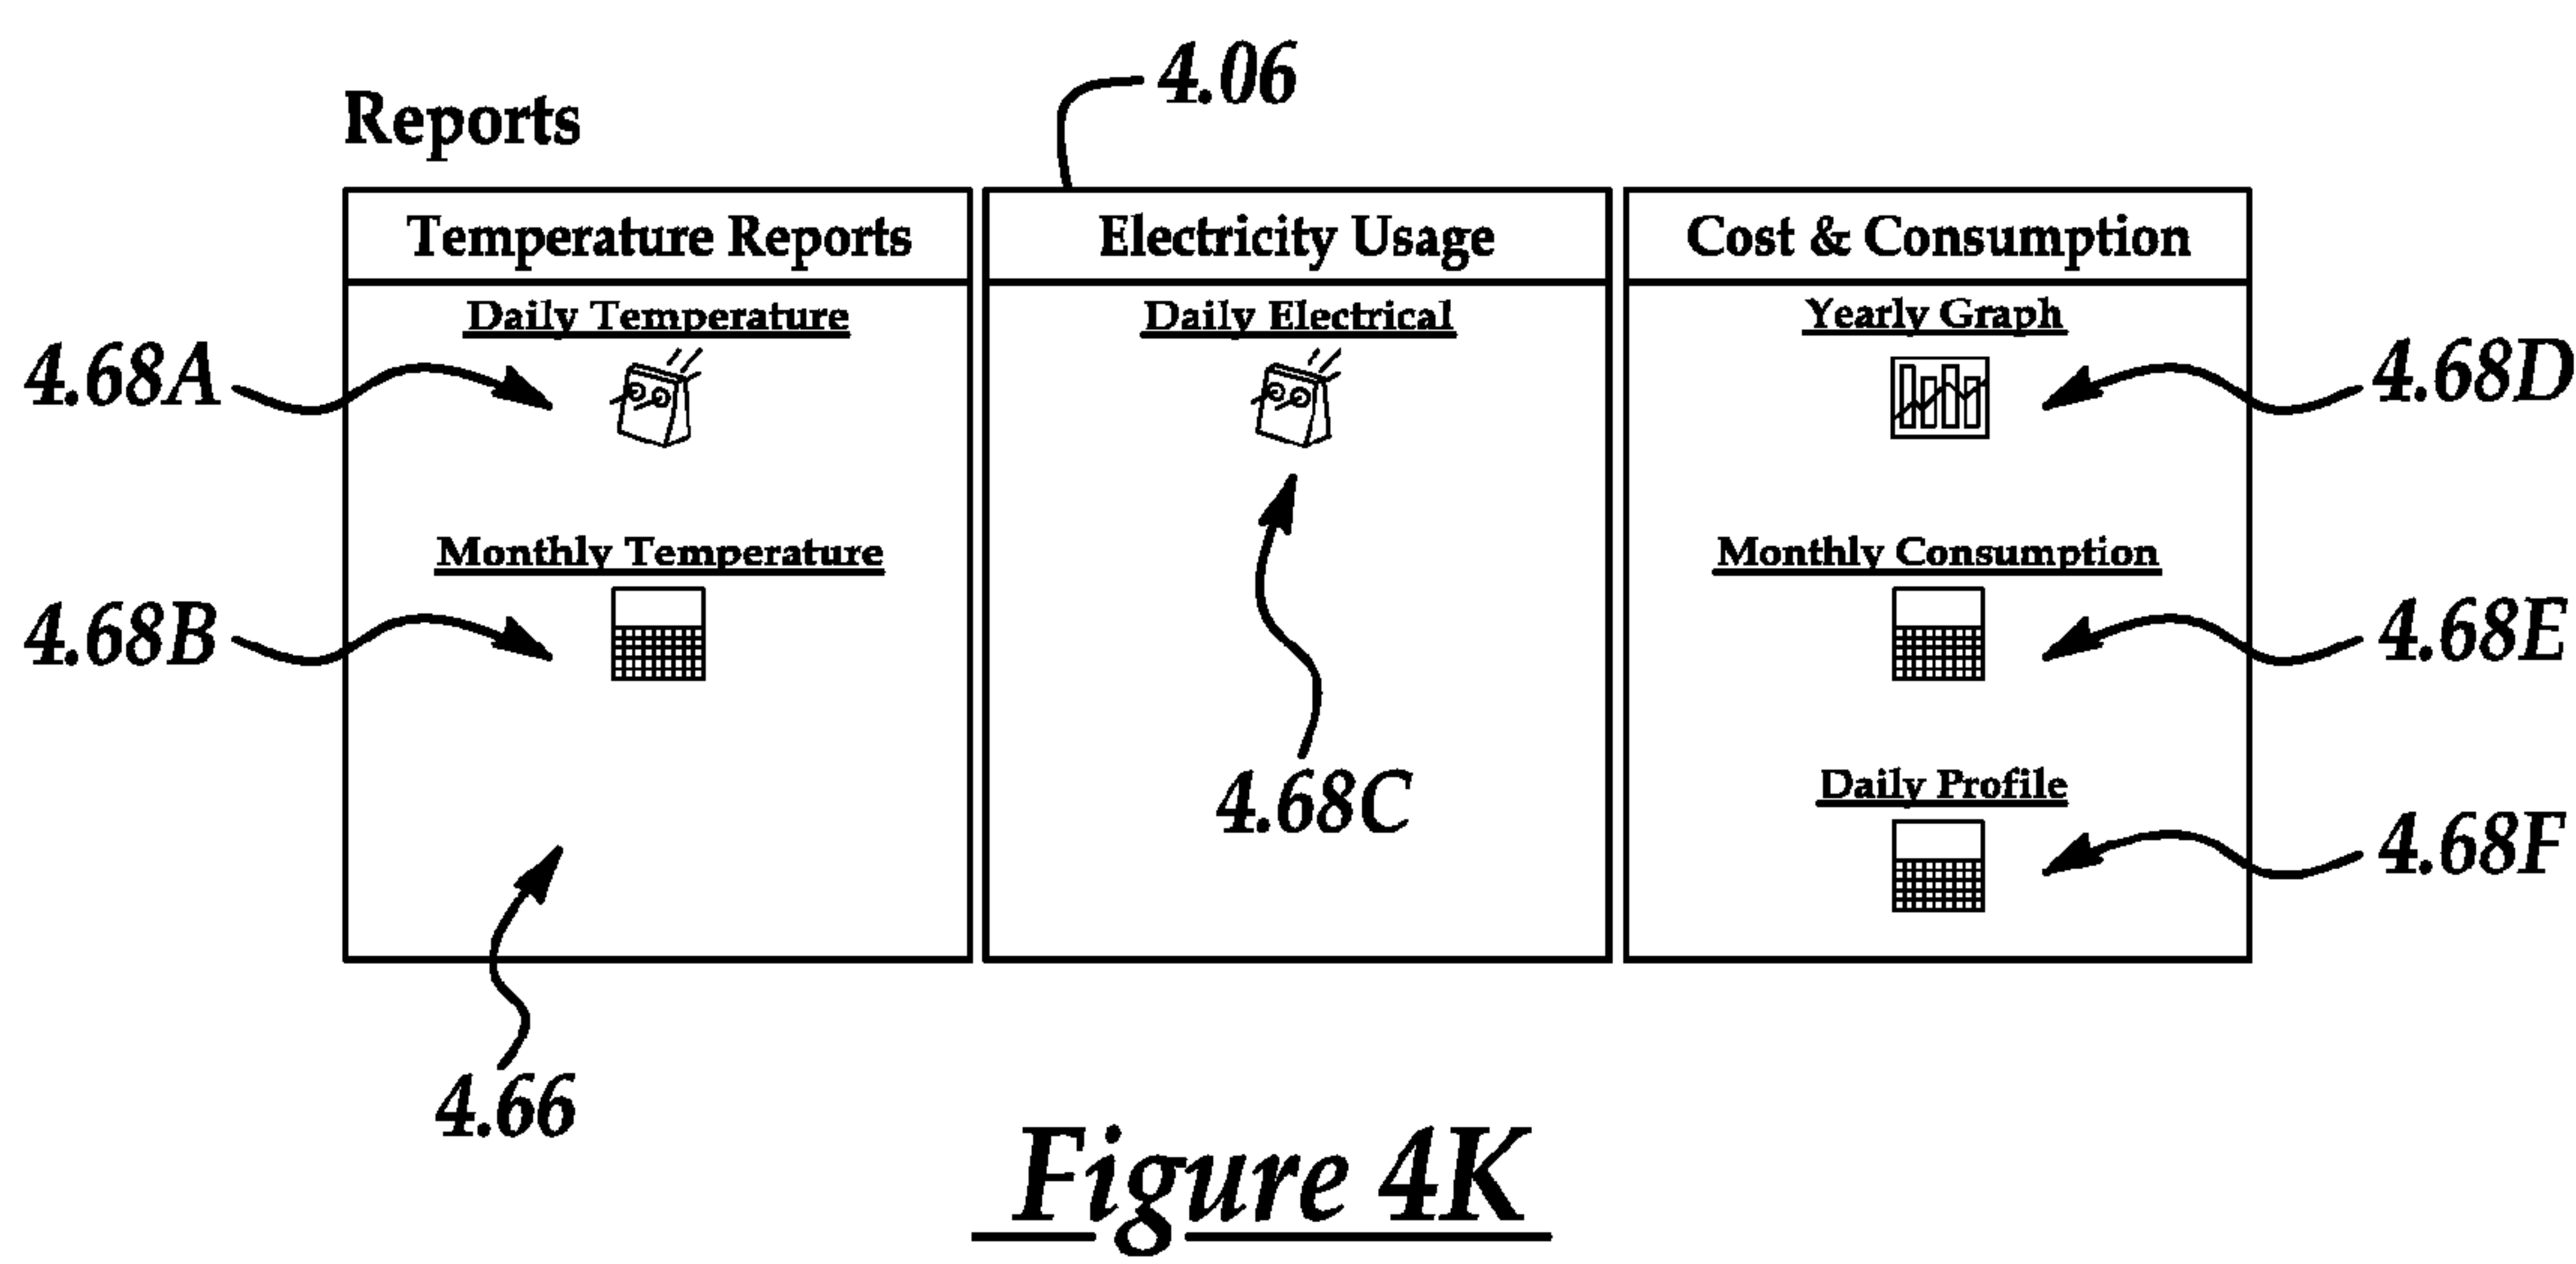 4.06
Reports
Temperature Reports
Electricity Usage
Cost & Consumption
Daily Temperature
Daily Electrical
Yearly Graph
4.68A
4.68D
Monthly Temperature
Monthly Consumption
4.68B
4.68E
4.68C
Daily Profile
4.68F
4.66
Figure 4K